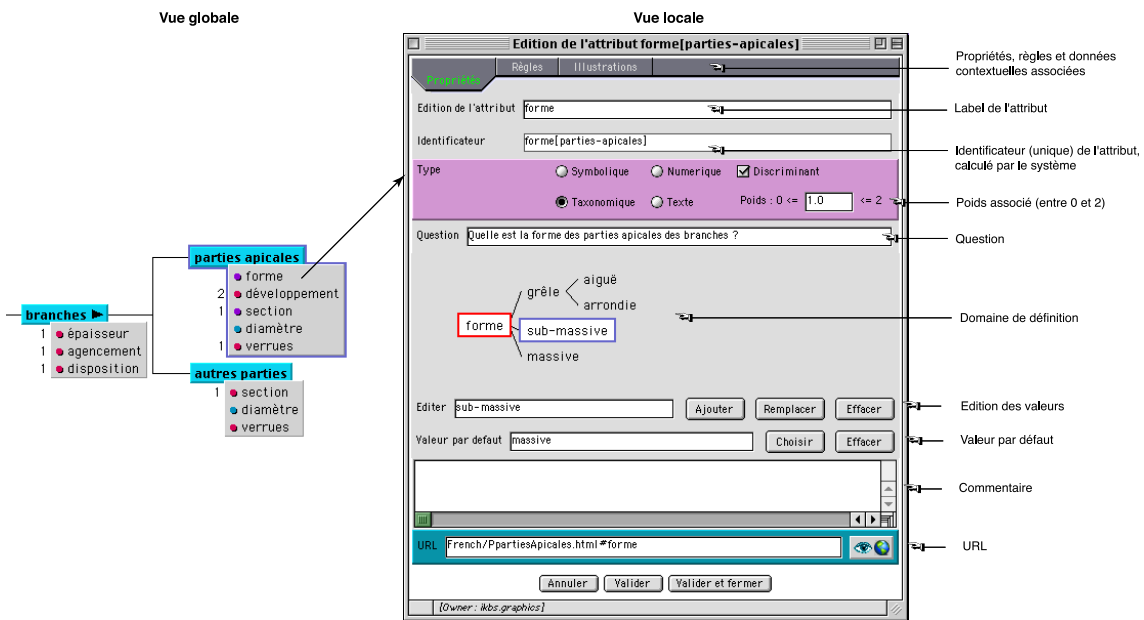 Vue globale
Vue locale
Edition de l'attribut forme[parties-apicales]
Propriétés
Règles
Illustrations
Propriétés, règles et données
contextuelles associées
Edition de l'attribut
forme
Label de l'attribut
Identificateur
forme[parties-apicales]
Identificateur (unique) de l'attribut,
calculé par le système
Type
Symbolique
Numerique
Discriminant
Taxonomique
Texte
Poids : 0 <=
1.0
<= 2
Poids associé (entre 0 et 2)
Question
Quelle est la forme des parties apicales des branches ?
Question
parties apicales
forme
2 développement
1 section
diamètre
1 verrues
branches
1 épaisseur
1 agencement
1 disposition
autres parties
1 section
diamètre
verrues
forme
grêle
aiguë
arrondie
sub-massive
massive
Domaine de définition
Editer
sub-massive
Ajouter
Remplacer
Effacer
Edition des valeurs
Valeur par defaut
massive
Choisir
Effacer
Valeur par défaut
Commentaire
URL
French/PpartiesApicales.html#forme
URL
Annuler
Valider
Valider et fermer
[Owner : ikbs.graphics]